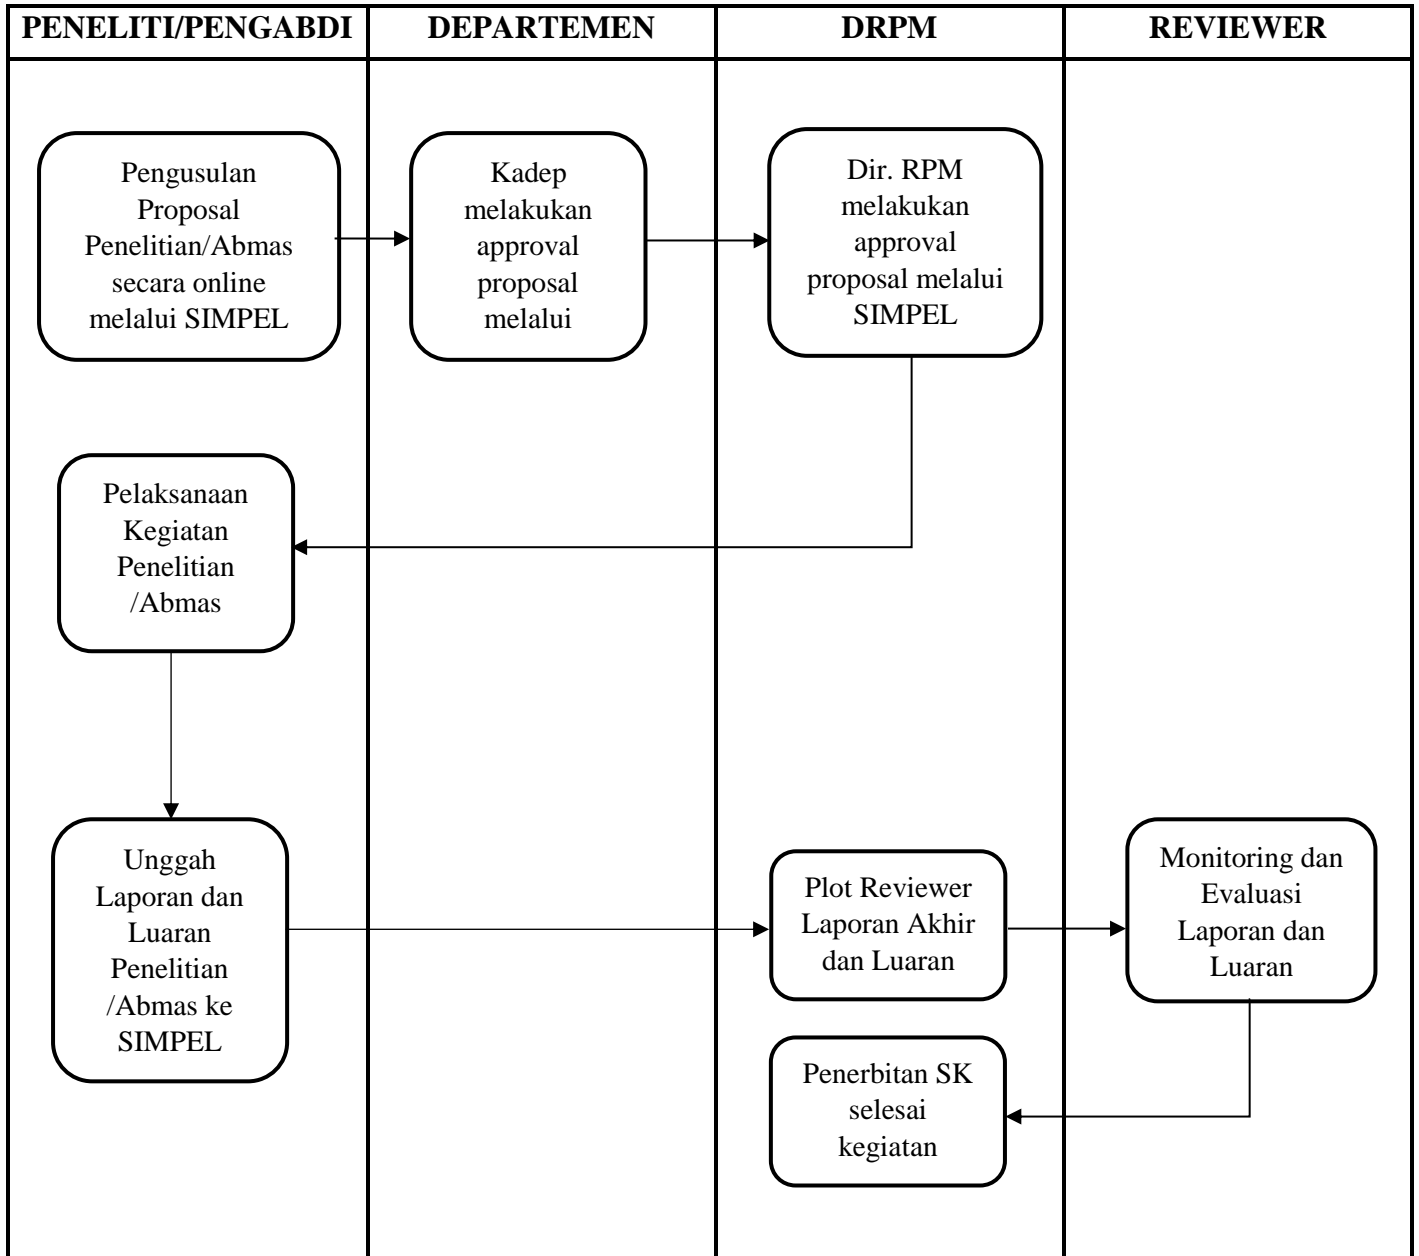 PENELITI/PENGABDI
DEPARTEMEN
DRPM
REVIEWER
Pengusulan
Proposal
Penelitian/Abmas
secara online
melalui SIMPEL
Kadep
melakukan
approval
proposal
melalui
Dir. RPM
melakukan
approval
proposal melalui
SIMPEL
Pelaksanaan
Kegiatan
Penelitian
/Abmas
Unggah
Laporan dan
Luaran
Penelitian
/Abmas ke
SIMPEL
Plot Reviewer
Laporan Akhir
dan Luaran
Monitoring dan
Evaluasi
Laporan dan
Luaran
Penerbitan SK
selesai
kegiatan